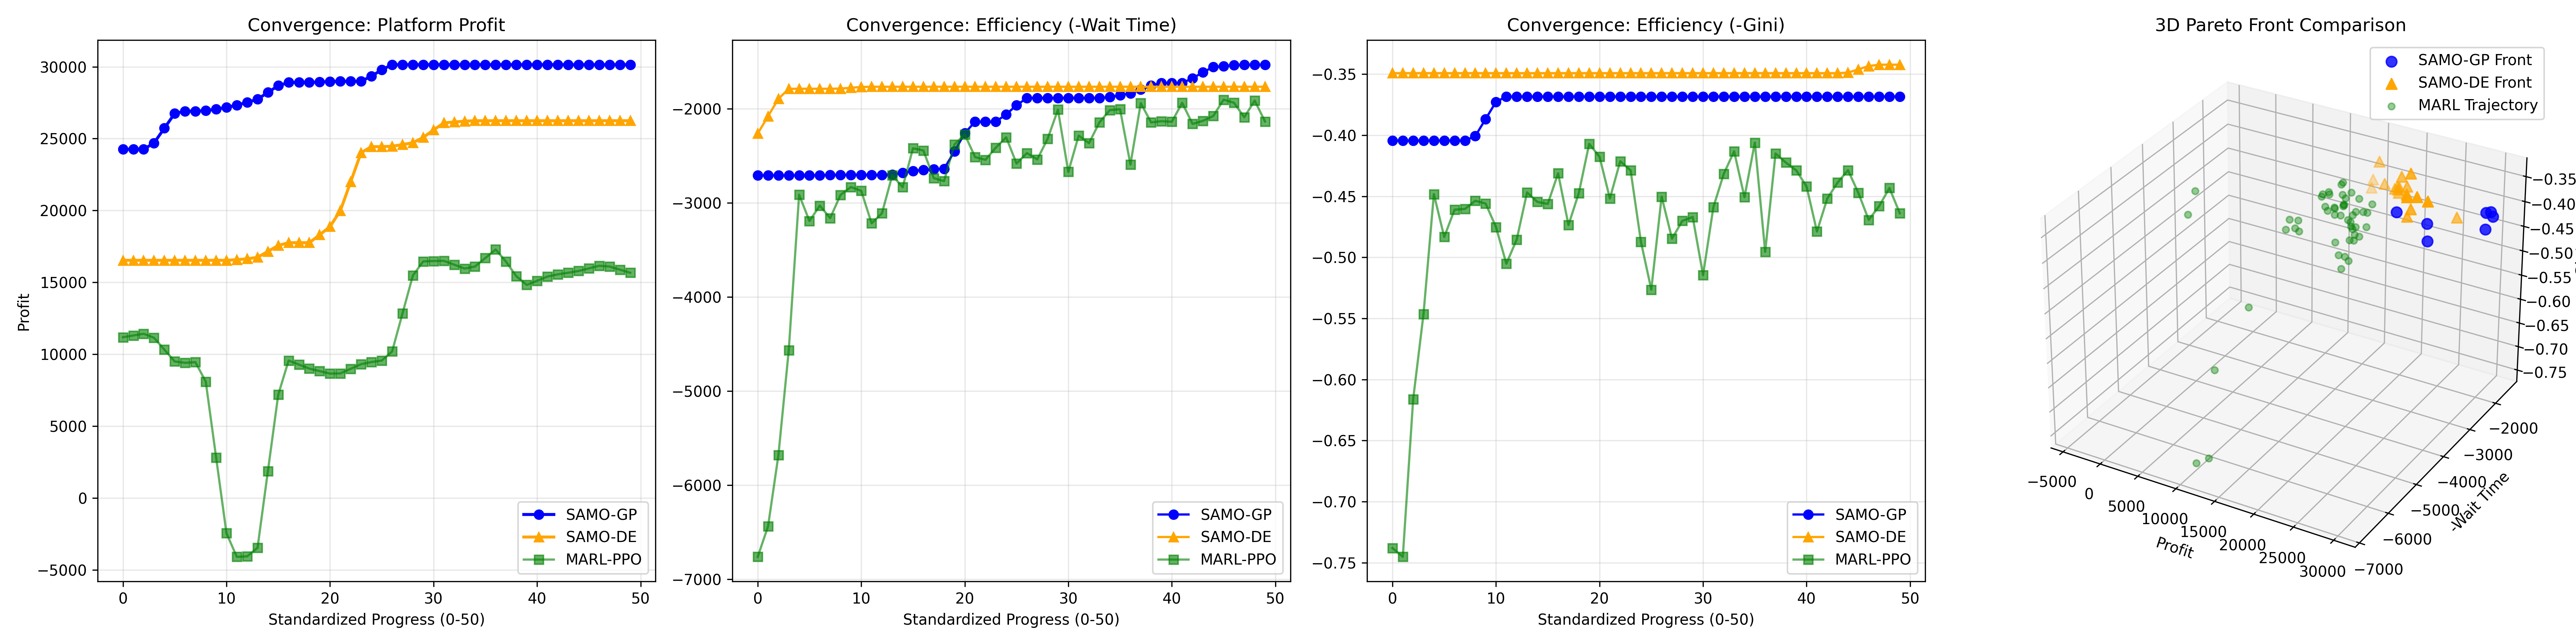 Convergence: Platform Profit
30000
25000
20000
15000
10000
5000
0
−5000
Profit
0 10 20 30 40 50
Standardized Progress (0-50)
SAMO-GP
SAMO-DE
MARL-PPO
Convergence: Efficiency (-Wait Time)
−2000
−3000
−4000
−5000
−6000
−7000
0 10 20 30 40 50
Standardized Progress (0-50)
SAMO-GP
SAMO-DE
MARL-PPO
Convergence: Efficiency (-Gini)
−0.35
−0.40
−0.45
−0.50
−0.55
−0.60
−0.65
−0.70
−0.75
0 10 20 30 40 50
Standardized Progress (0-50)
SAMO-GP
SAMO-DE
MARL-PPO
3D Pareto Front Comparison
SAMO-GP Front
SAMO-DE Front
MARL Trajectory
−0.35
−0.40
−0.45
−0.50
−0.55
−0.60
−0.65
−0.70
−0.75
−2000
−3000
−4000
−5000
−6000
−7000
-Wait Time
−5000
0
5000
10000
15000
20000
25000
30000
Profit